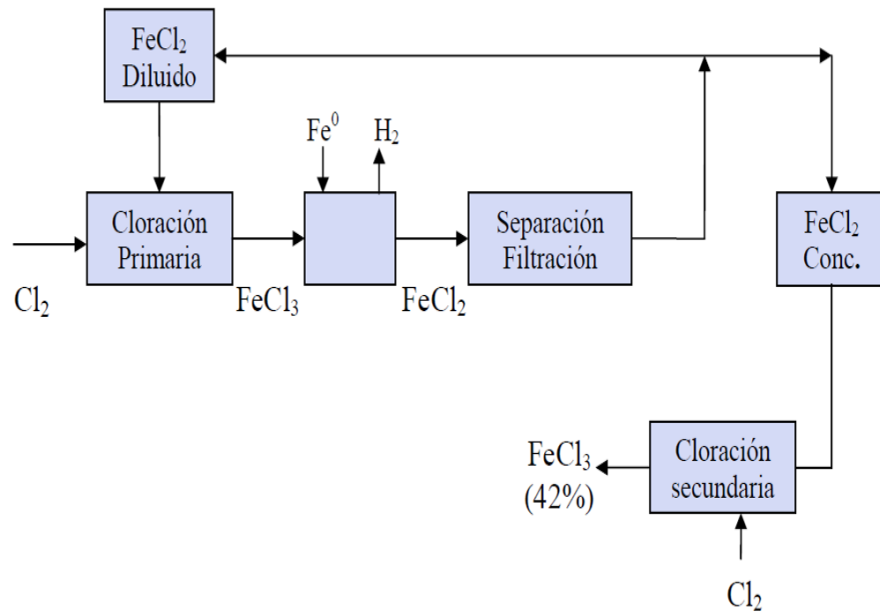 FeCl₂
Diluido
Fe⁰
H₂
Cloración
Primaria
Separación
Filtración
FeCl₂
Conc.
Cl₂
FeCl₃
FeCl₂
FeCl₃
(42%)
Cloración
secundaria
Cl₂